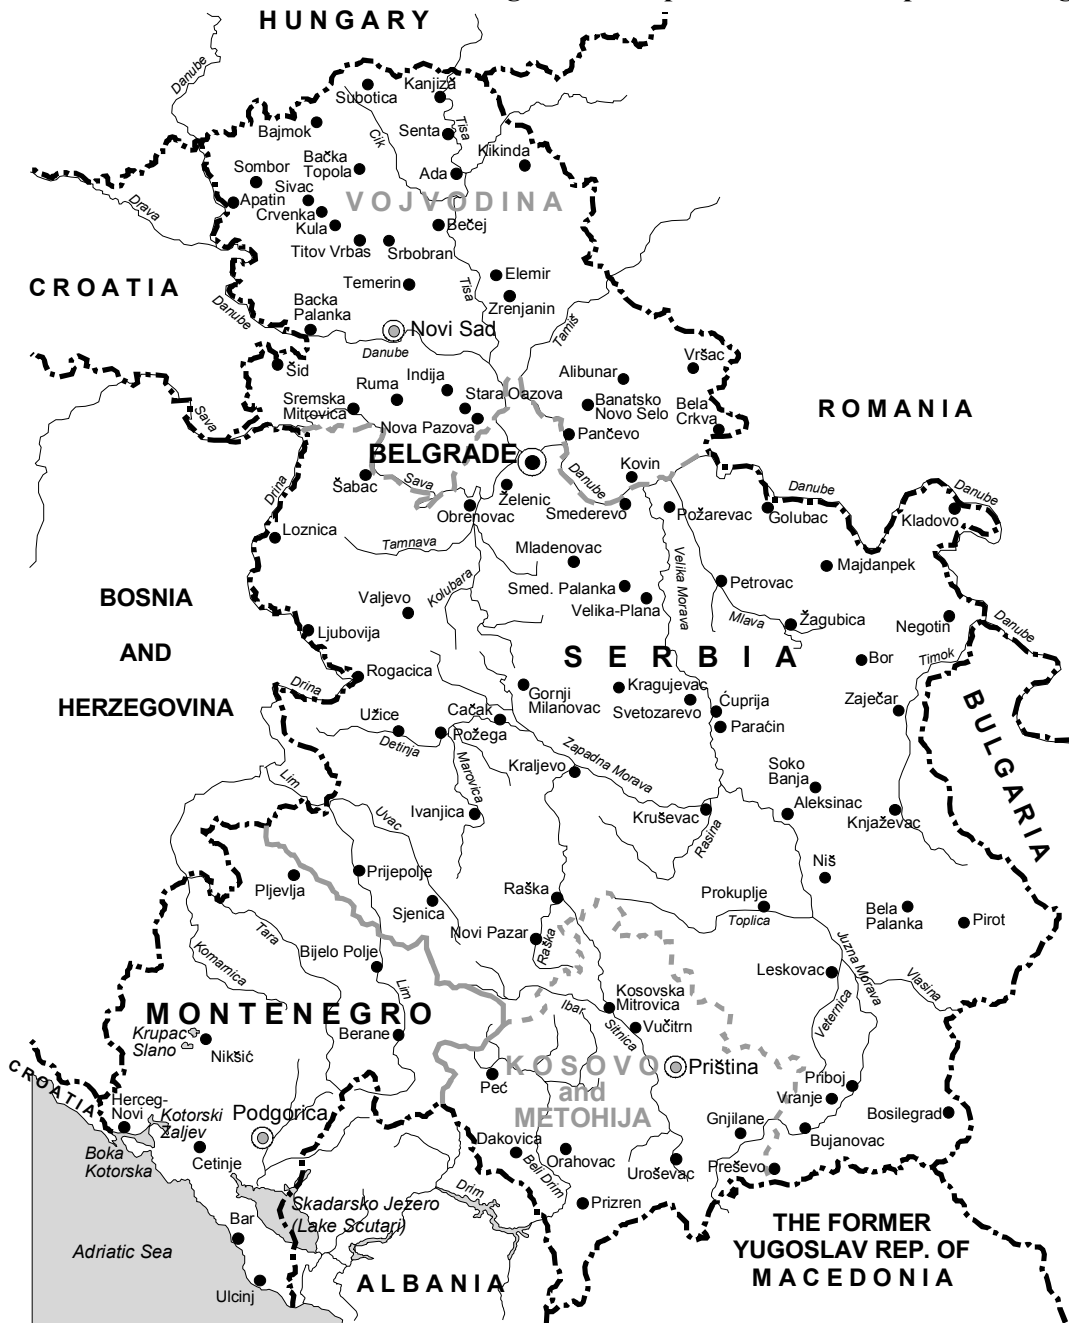 HUNGARY
Danube
Subotica
Kanjiža
Bajmok
Cik
Senta
Tisa
Kikinda
Sombor
Bačka
Topola
Ada
Sivac
Apatin
Crvenka
VOJVODINA
Drava
Kula
Bečej
Titov Vrbas
Srbobran
CROATIA
Temerin
Elemir
Tisa
Zrenjanin
Backa
Palanka
Danube
Novi Sad
Tamiš
Danube
Vršac
Šid
Indija
Alibunar
Ruma
Stara Oazova
Sremska
Mitrovica
Banatsko
Novo Selo
Bela
Crkva
ROMANIA
Sava
Nova Pazova
Pančevo
BELGRADE
Kovin
Drina
Šabac
Sava
Želenic
Danube
Danube
Danube
Obrenovac
Smederevo
Požarevac
Golubac
Kladovo
Loznica
Tamnava
Mladenovac
Velika Morava
Majdanpek
Kolubara
Smed. Palanka
Petrovac
BOSNIA
Valjevo
Velika-Plana
Mlava
Žagubica
Negotin
Danube
Ljubovija
AND
SERBIA
Bor
Timok
Rogacica
Drina
HERZEGOVINA
Gornji
Milanovac
Kragujevac
Svetozarevo
Ćuprija
Zaječar
BULGARIA
Užice
Čačak
Paraćin
Detinja
Požega
Zapadna Morava
Marovica
Kraljevo
Soko
Banja
Lim
Uvac
Ivanjica
Kruševac
Aleksinac
Knjaževac
Rasina
Niš
Prijepolje
Pljevlja
Raška
Prokuplje
Sjenica
Toplica
Bela
Palanka
Pirot
Tara
Novi Pazar
Raška
Juzna Morava
Komarnica
Bijelo Polje
Leskovac
Vlasina
Lim
Kosovska
Mitrovica
MONTENEGRO
Ibar
Veternica
Krupac
Slano
Berane
Sitnica
Vučitrn
Nikšić
CROATIA
KOSOVO
and
METOHIJA
Priština
Peć
Priboj
Vranje
Herceg-
Novi
Kotorski
Zaljev
Podgorica
Gnjilane
Bosilegrad
Dakovica
Bujanovac
Boka
Kotorska
Cetinje
Orahovac
Beli Drim
Uroševac
Preševo
Drim
Prizren
Skadarsko Jezero
(Lake Scutari)
Bar
THE FORMER
YUGOSLAV REP. OF
MACEDONIA
Adriatic Sea
ALBANIA
Ulcinj